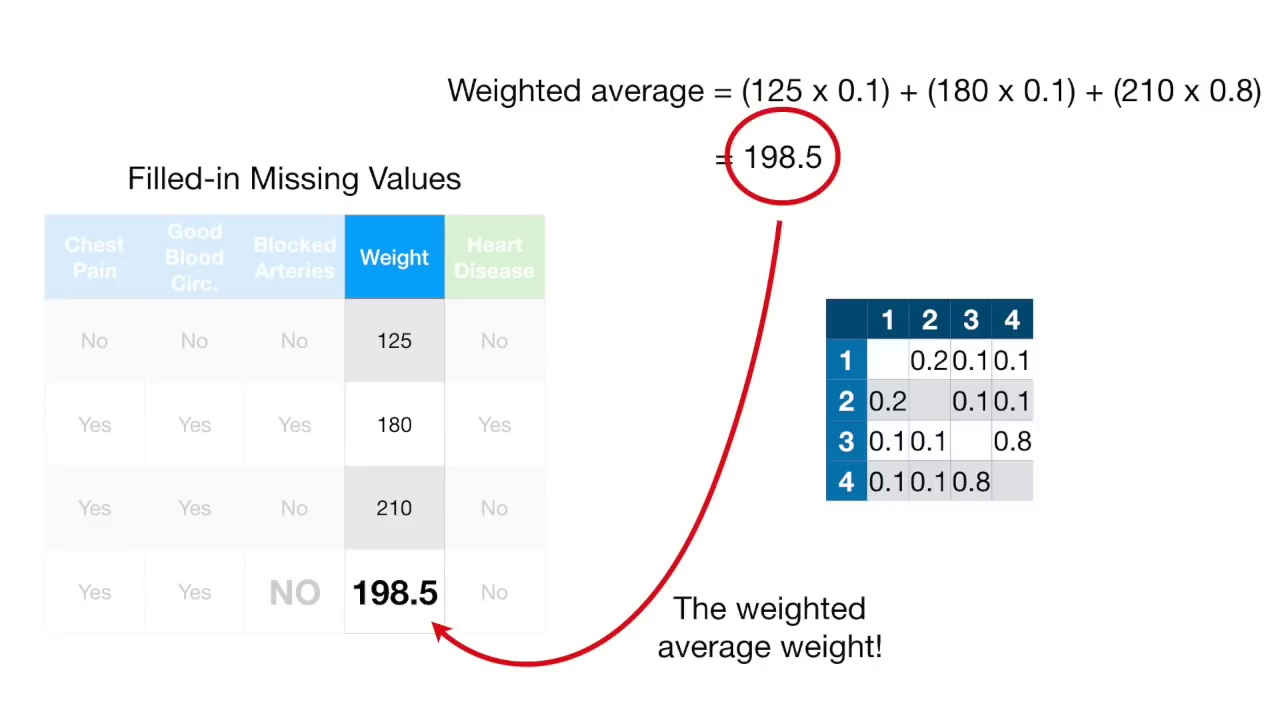 Weighted average = (125 x 0.1) + (180 x 0.1) + (210 x 0.8)
= 198.5
Filled-in Missing Values
Chest Pain
Good Blood Circ.
Blocked Arteries
Weight
Heart Disease
No No No 125 No
Yes Yes Yes 180 Yes
Yes Yes No 210 No
Yes Yes NO 198.5 No
1 2 3 4
1 0.2 0.1 0.1
2 0.2 0.1 0.1
3 0.1 0.1 0.8
4 0.1 0.1 0.8
The weighted
average weight!